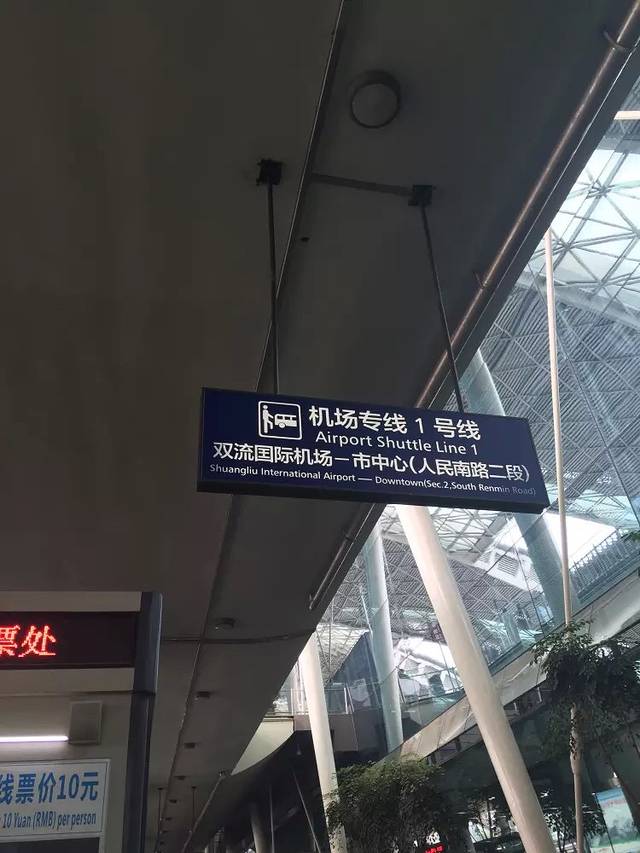 机场专线 1 号线
Airport Shuttle Line 1
双流国际机场－市中心(人民南路二段)
Shuangliu International Airport — Downtown(Sec.2,South Renmin Road)
票处
线票价10元
10 Yuan (RMB) per person